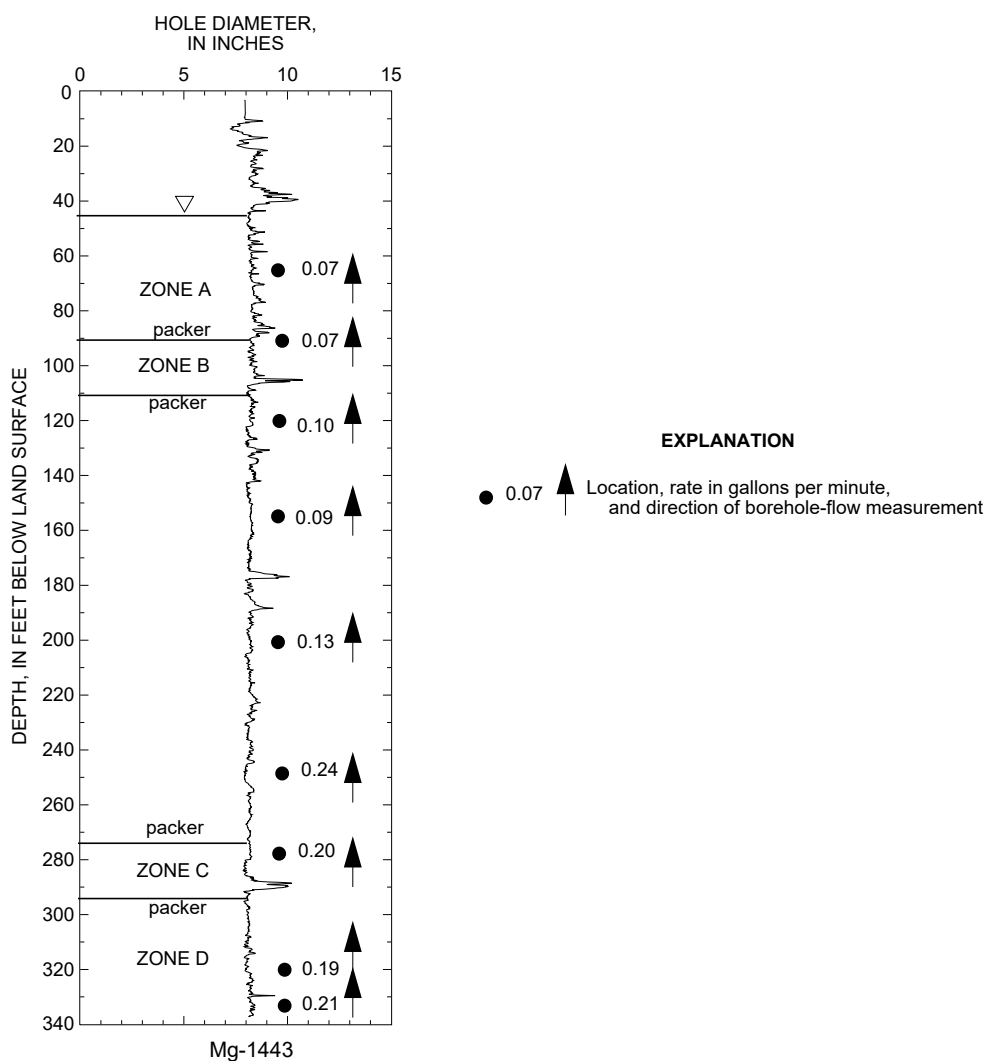 HOLE DIAMETER,
IN INCHES
0 5 10 15
0
20
40
60
0.07
ZONE A
80
packer
0.07
ZONE B
100
packer
120
0.10
140
0.09
160
180
200
0.13
220
240
0.24
260
packer
0.20
280
ZONE C
packer
300
ZONE D
0.19
320
0.21
340
DEPTH, IN FEET BELOW LAND SURFACE
Mg-1443
EXPLANATION
0.07 Location, rate in gallons per minute,
and direction of borehole-flow measurement